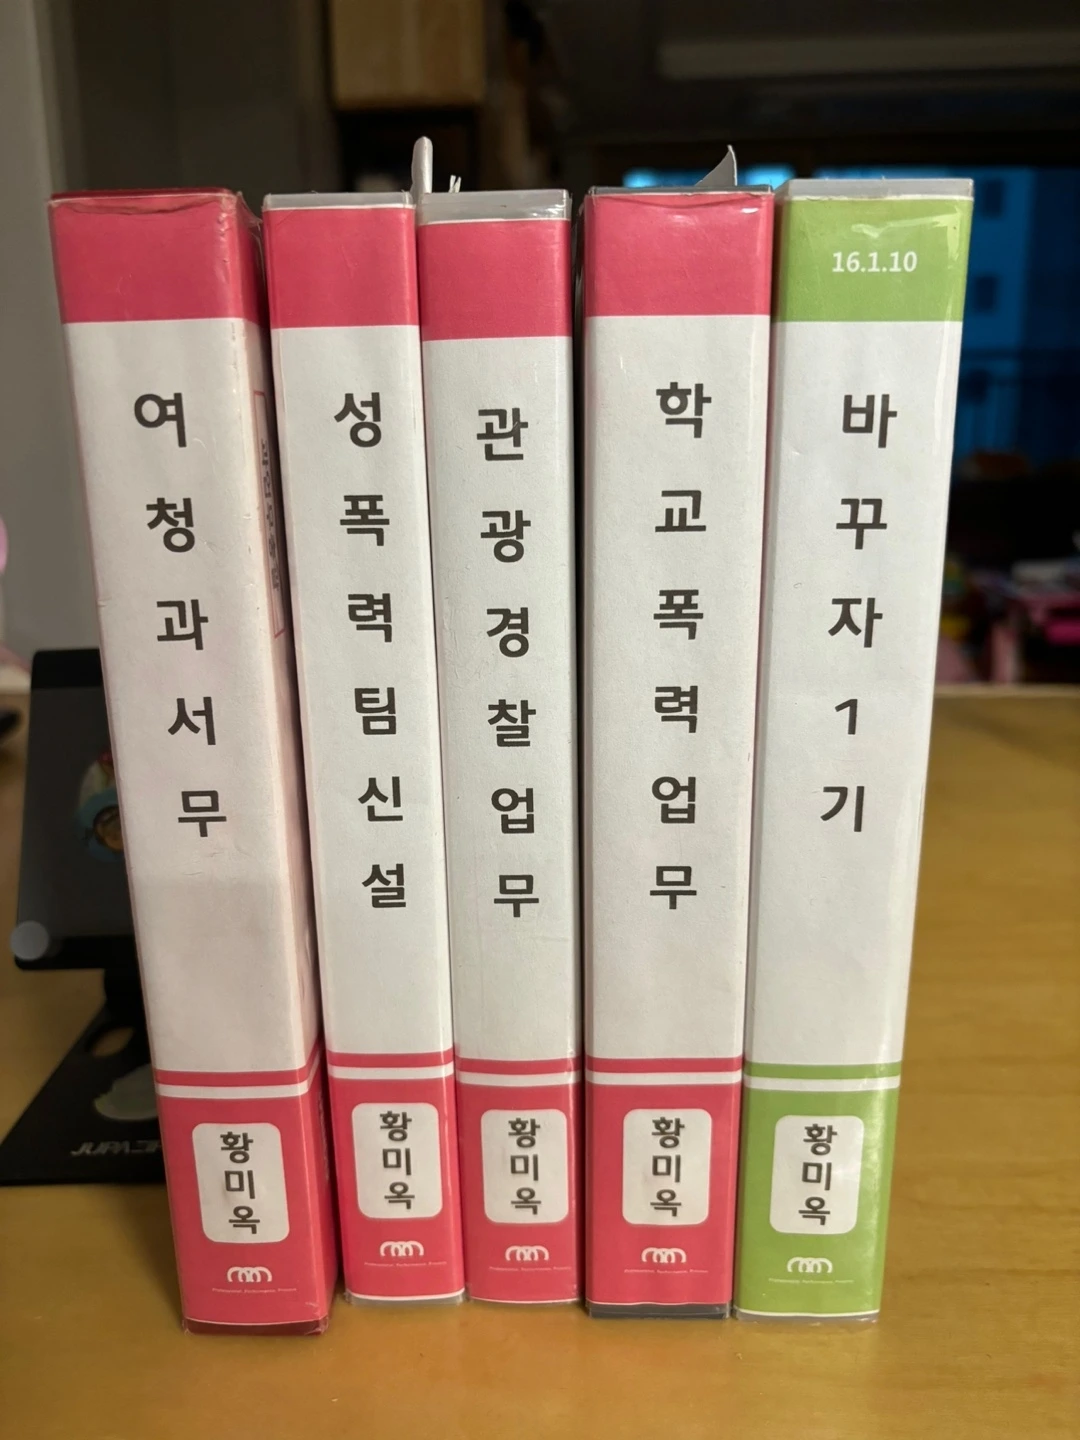 여청과서무
황미옥
성폭력팀신설
황미옥
관광경찰업무
황미옥
학교폭력업무
황미옥
16.1.10
바꾸자1기
황미옥